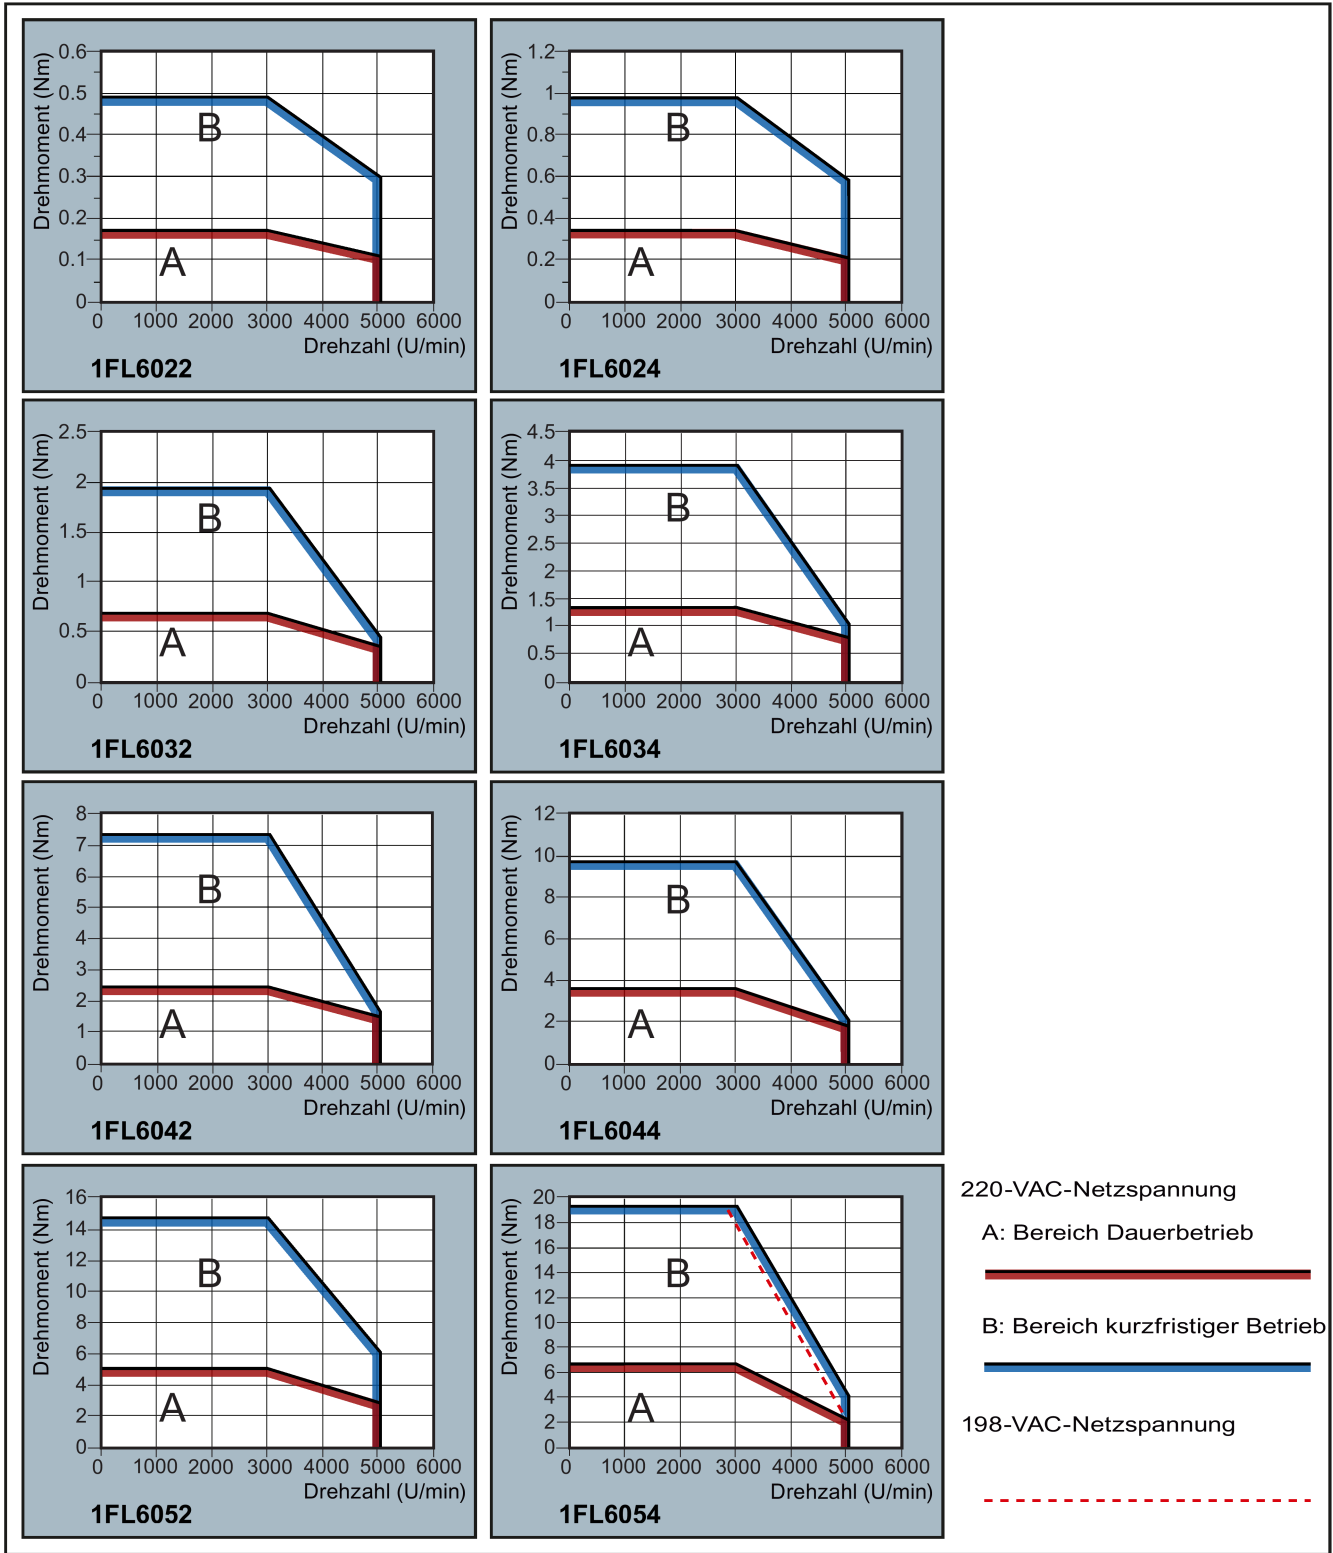 Drehmoment (Nm)
0.6
0.5
0.4
0.3
0.2
0.1
0
B
A
0 1000 2000 3000 4000 5000 6000
Drehzahl (U/min)
1FL6022
Drehmoment (Nm)
1.2
1
0.8
0.6
0.4
0.2
0
B
A
0 1000 2000 3000 4000 5000 6000
Drehzahl (U/min)
1FL6024
Drehmoment (Nm)
2.5
2
1.5
1
0.5
0
B
A
0 1000 2000 3000 4000 5000 6000
Drehzahl (U/min)
1FL6032
Drehmoment (Nm)
4.5
4
3.5
3
2.5
2
1.5
1
0.5
0
B
A
0 1000 2000 3000 4000 5000 6000
Drehzahl (U/min)
1FL6034
Drehmoment (Nm)
8
7
6
5
4
3
2
1
0
B
A
0 1000 2000 3000 4000 5000 6000
Drehzahl (U/min)
1FL6042
Drehmoment (Nm)
12
10
8
6
4
2
0
B
A
0 1000 2000 3000 4000 5000 6000
Drehzahl (U/min)
1FL6044
Drehmoment (Nm)
16
14
12
10
8
6
4
2
0
B
A
0 1000 2000 3000 4000 5000 6000
Drehzahl (U/min)
1FL6052
Drehmoment (Nm)
20
18
16
14
12
10
8
6
4
2
0
B
A
0 1000 2000 3000 4000 5000 6000
Drehzahl (U/min)
1FL6054
220-VAC-Netzspannung
A: Bereich Dauerbetrieb
B: Bereich kurzfristiger Betrieb
198-VAC-Netzspannung